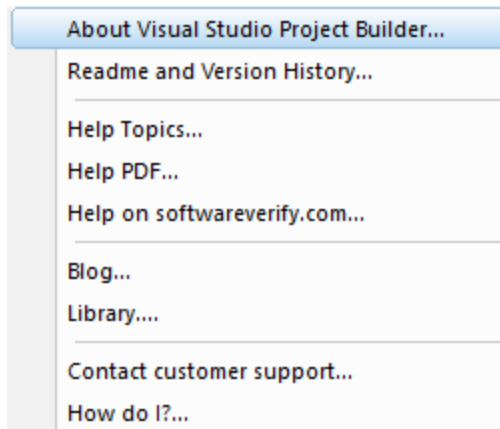 About Visual Studio Project Builder...
Readme and Version History...
Help Topics...
Help PDF...
Help on softwareverify.com...
Blog...
Library....
Contact customer support...
How do I?...